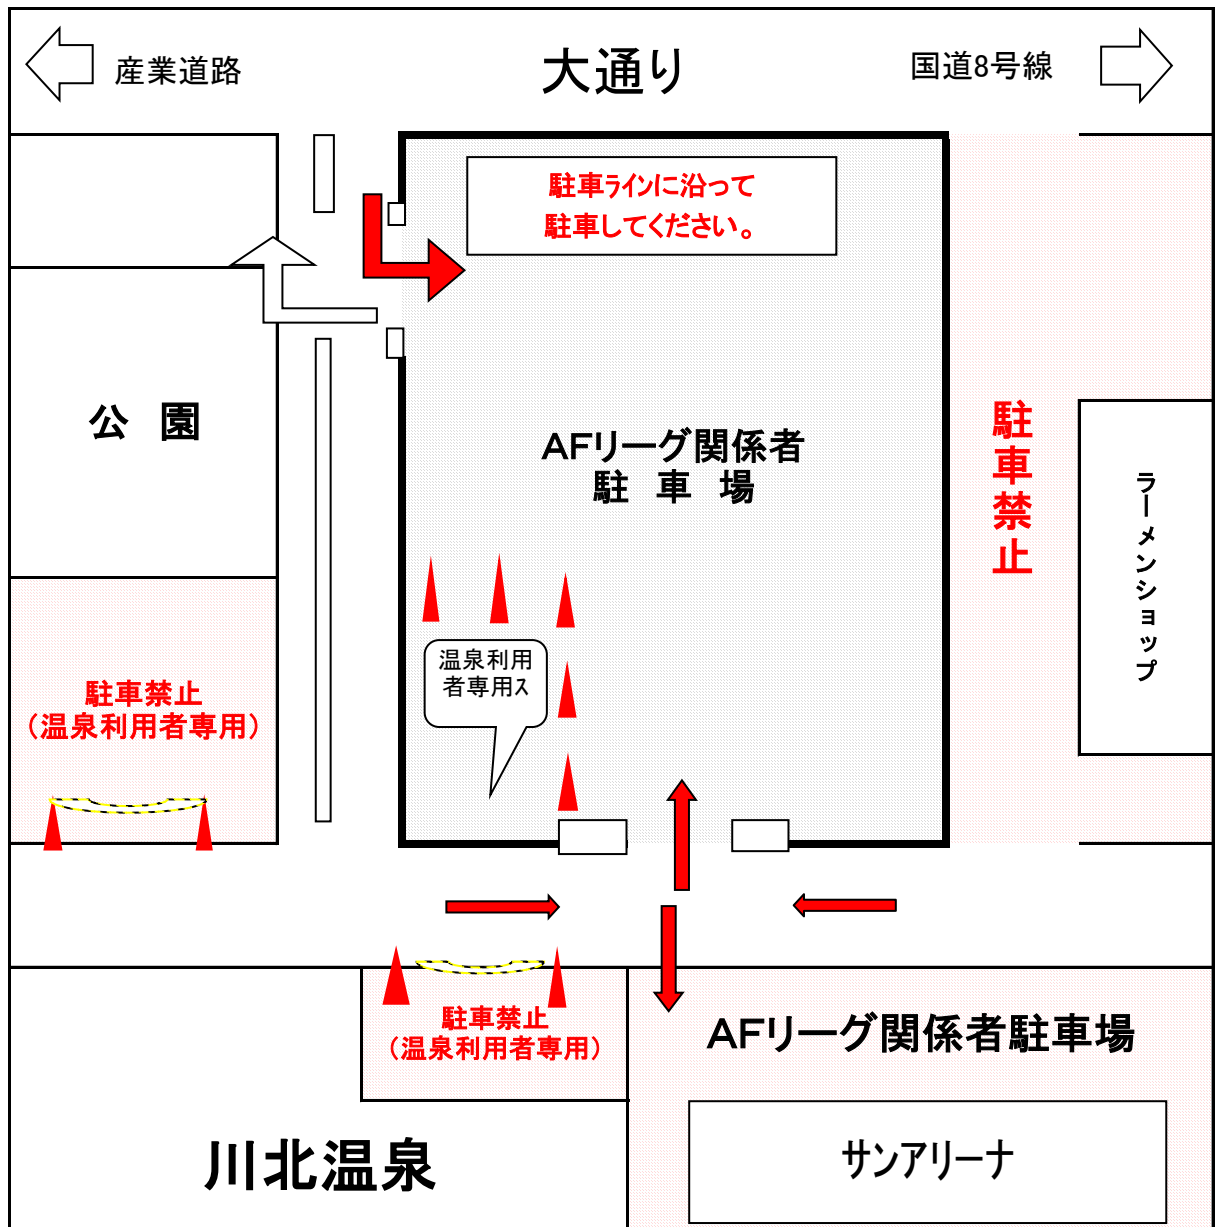 産業道路
大通り
国道8号線
駐車ラインに沿って
駐車してください。
公 園
AFリーグ関係者
駐 車 場
駐車禁止
ラーメンショップ
温泉利用
者専用ス
駐車禁止
（温泉利用者専用）
駐車禁止
（温泉利用者専用）
AFリーグ関係者駐車場
川北温泉
サンアリーナ